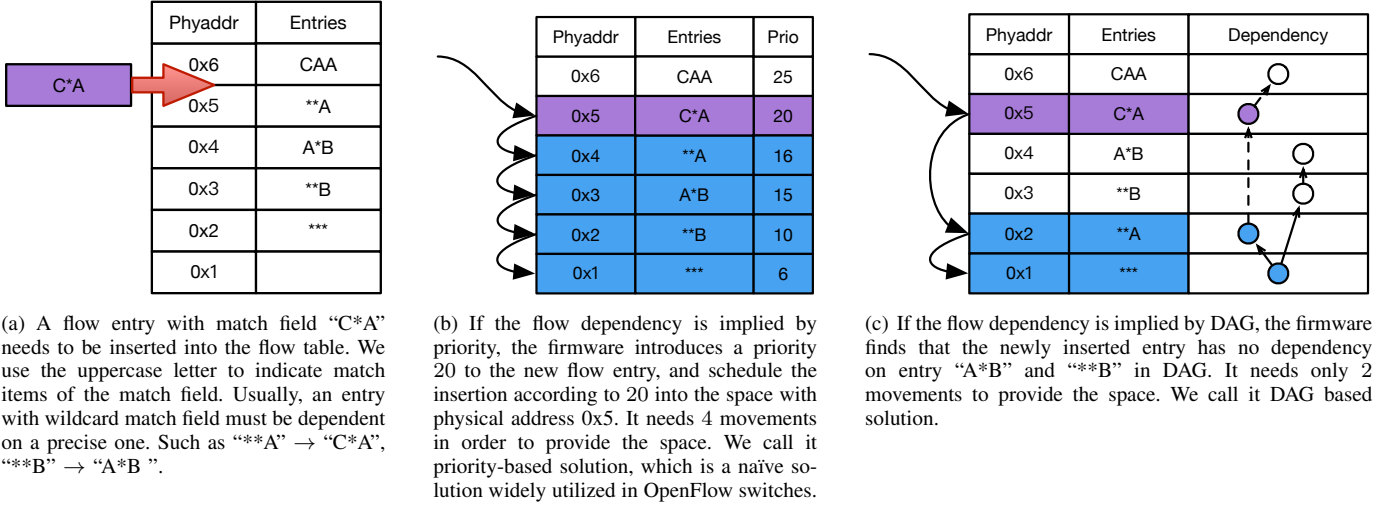 C*A
Phyaddr Entries
0x6 CAA
0x5 **A
0x4 A*B
0x3 **B
0x2 ***
0x1
Phyaddr Entries Prio
0x6 CAA 25
0x5 C*A 20
0x4 **A 16
0x3 A*B 15
0x2 **B 10
0x1 *** 6
Phyaddr Entries Dependency
0x6 CAA
0x5 C*A
0x4 A*B
0x3 **B
0x2 **A
0x1 ***
(a) A flow entry with match field “C*A”
needs to be inserted into the flow table. We
use the uppercase letter to indicate match
items of the match field. Usually, an entry
with wildcard match field must be dependent
on a precise one. Such as “**A” → “C*A”,
“**B” → “A*B ”.
(b) If the flow dependency is implied by
priority, the firmware introduces a priority
20 to the new flow entry, and schedule the
insertion according to 20 into the space with
physical address 0x5. It needs 4 movements
in order to provide the space. We call it
priority-based solution, which is a naïve so-
lution widely utilized in OpenFlow switches.
(c) If the flow dependency is implied by DAG, the firmware
finds that the newly inserted entry has no dependency
on entry “A*B” and “**B” in DAG. It needs only 2
movements to provide the space. We call it DAG based
solution.